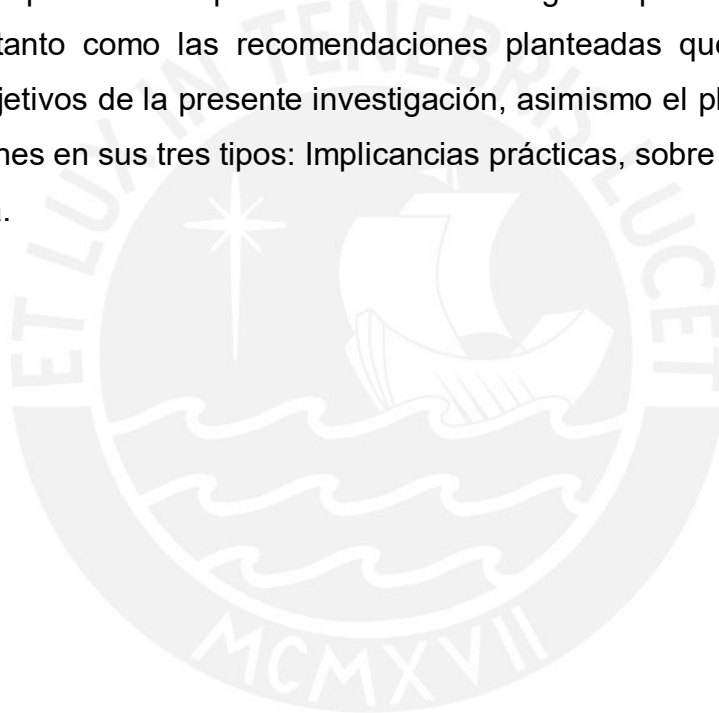 tanto como las recomendaciones planteadas que
jetivos de la presente investigación, asimismo el pl
nes en sus tres tipos: Implicancias prácticas, sobre
ET LUX IN TENEBRIS LUCET
MCMXVII